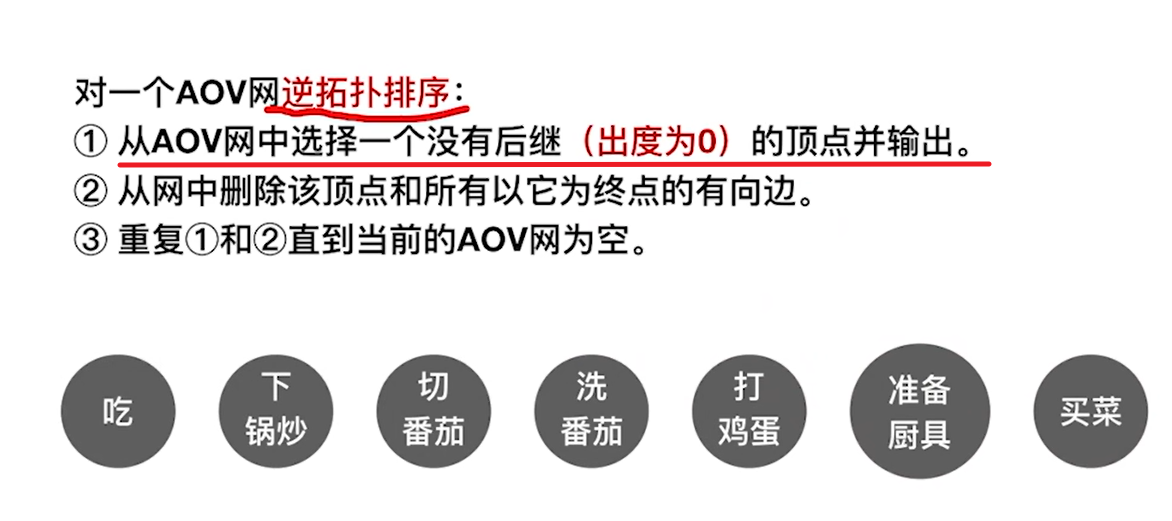 对一个AOV网逆拓扑排序：
① 从AOV网中选择一个没有后继（出度为0）的顶点并输出。
② 从网中删除该顶点和所有以它为终点的有向边。
③ 重复①和②直到当前的AOV网为空。
吃
下
锅炒
切
番茄
洗
番茄
打
鸡蛋
准备
厨具
买菜